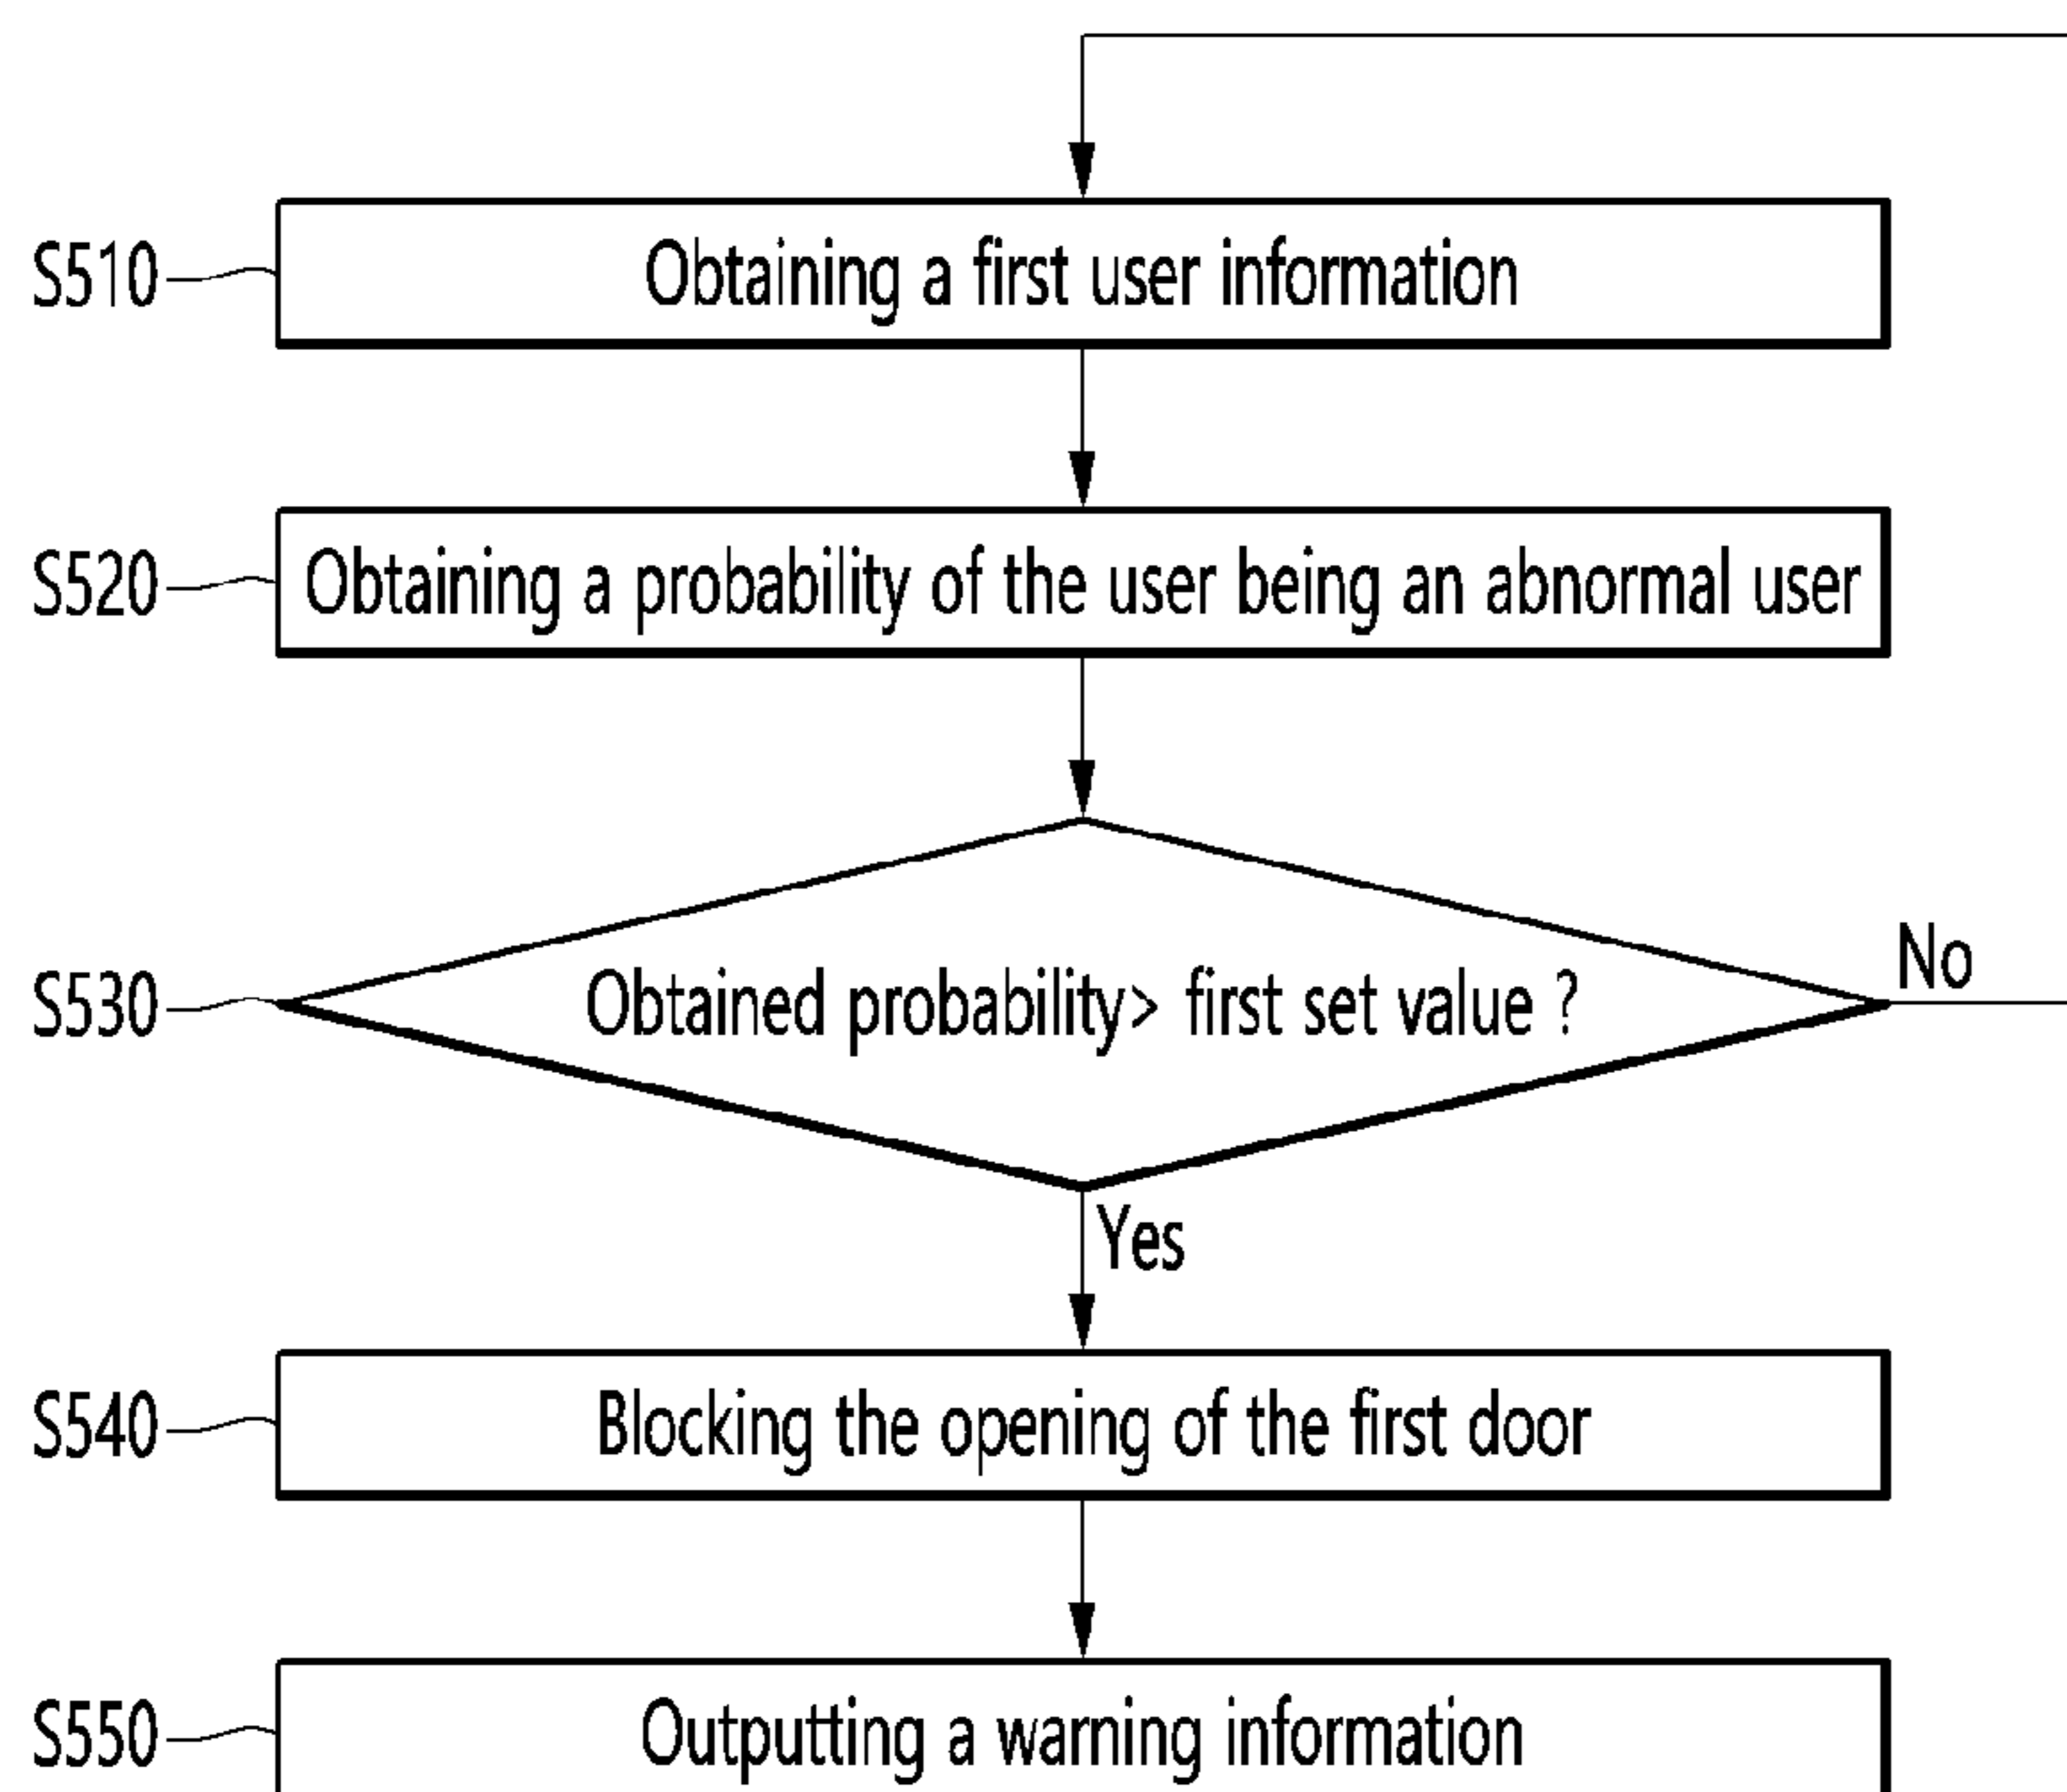 S510
Obtaining a first user information
S520
Obtaining a probability of the user being an abnormal user
S530
Obtained probability> first set value ?
No
Yes
S540
Blocking the opening of the first door
S550
Outputting a warning information